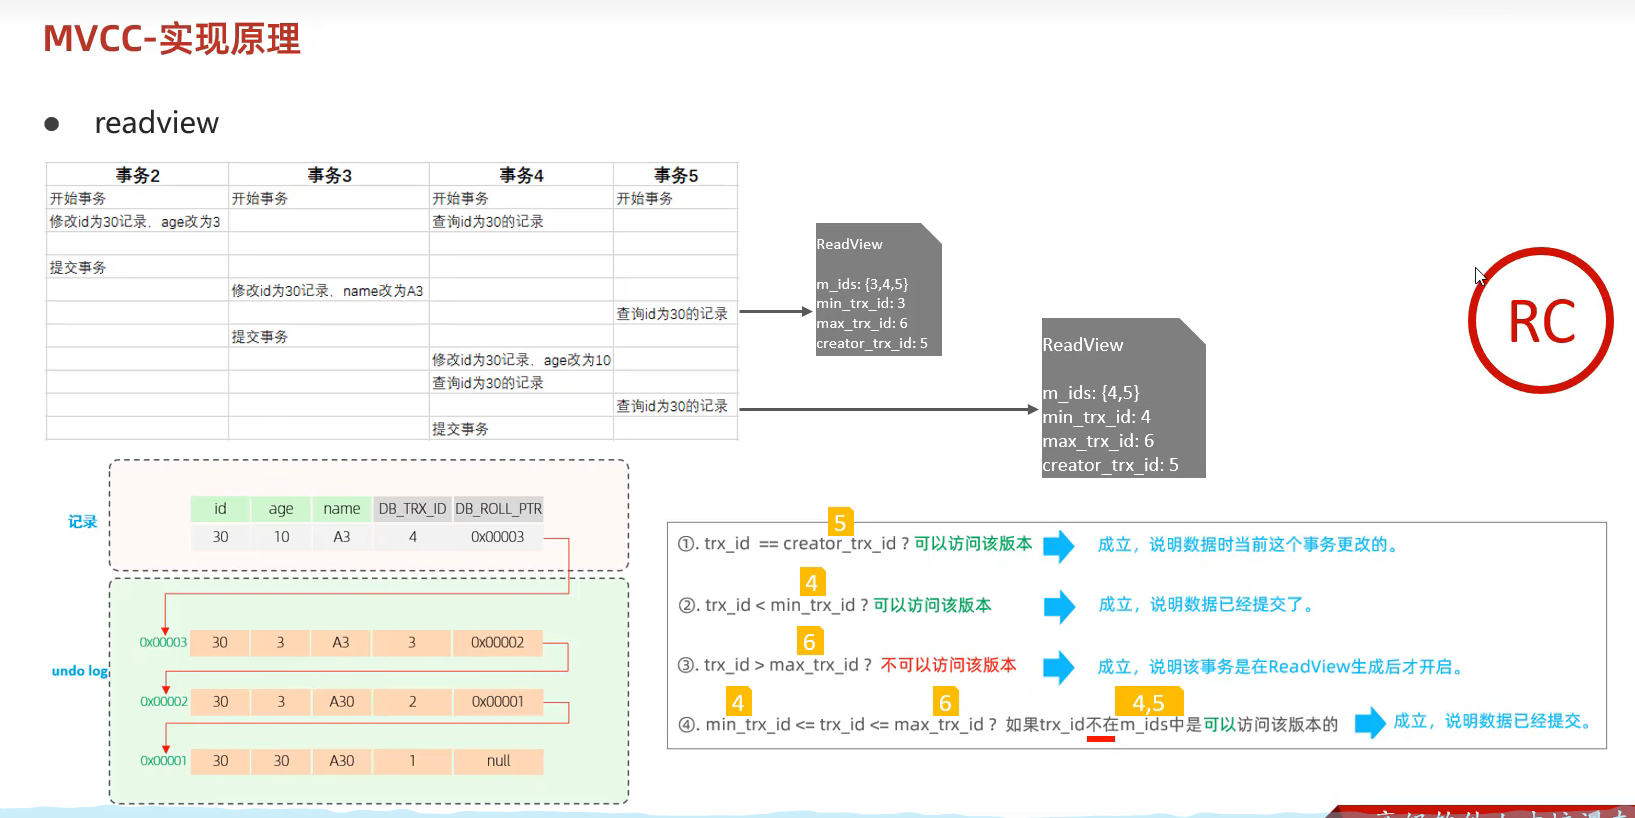 MVCC-实现原理
● readview
事务2 事务3 事务4 事务5
开始事务 开始事务 开始事务 开始事务
修改id为30记录，age改为3 查询id为30的记录
提交事务
修改id为30记录，name改为A3
查询id为30的记录
提交事务
修改id为30记录，age改为10
查询id为30的记录
查询id为30的记录
提交事务
ReadView
m_ids: {3,4,5}
min_trx_id: 3
max_trx_id: 6
creator_trx_id: 5
ReadView
m_ids: {4,5}
min_trx_id: 4
max_trx_id: 6
creator_trx_id: 5
RC
记录
id age name DB_TRX_ID DB_ROLL_PTR
30 10 A3 4 0x00003
undo log
0x00003 30 3 A3 3 0x00002
0x00002 30 3 A30 2 0x00001
0x00001 30 30 A30 1 null
5
①. trx_id == creator_trx_id ? 可以访问该版本 成立，说明数据时当前这个事务更改的。
4
②. trx_id < min_trx_id ? 可以访问该版本 成立，说明数据已经提交了。
6
③. trx_id > max_trx_id ? 不可以访问该版本 成立，说明该事务是在ReadView生成后才开启。
4 6 4,5
④. min_trx_id <= trx_id <= max_trx_id ? 如果trx_id不在m_ids中是可以访问该版本的 成立，说明数据已经提交。